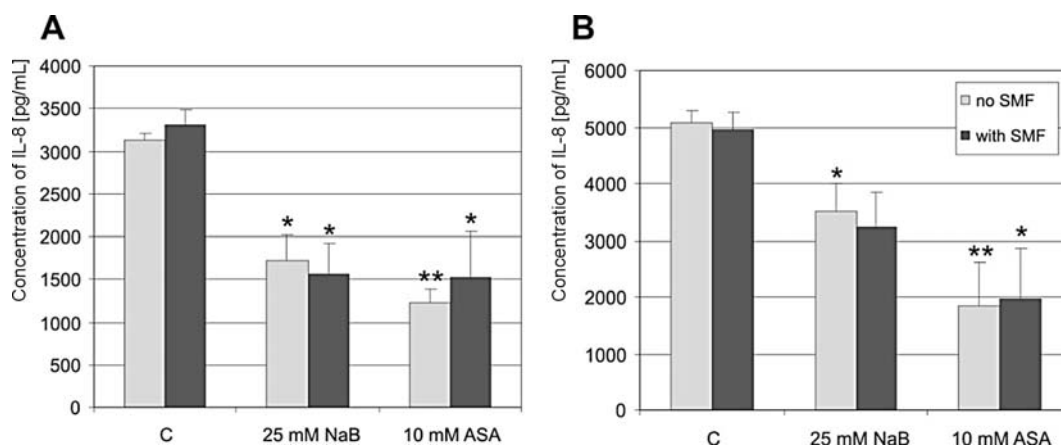 A
Concentration of IL-8 [pg/mL]
4000
3500
3000
2500
2000
1500
1000
500
0
* * ** *
C 25 mM NaB 10 mM ASA
B
Concentration of IL-8 [pg/mL]
6000
5000
4000
3000
2000
1000
0
no SMF
with SMF
* ** *
C 25 mM NaB 10 mM ASA